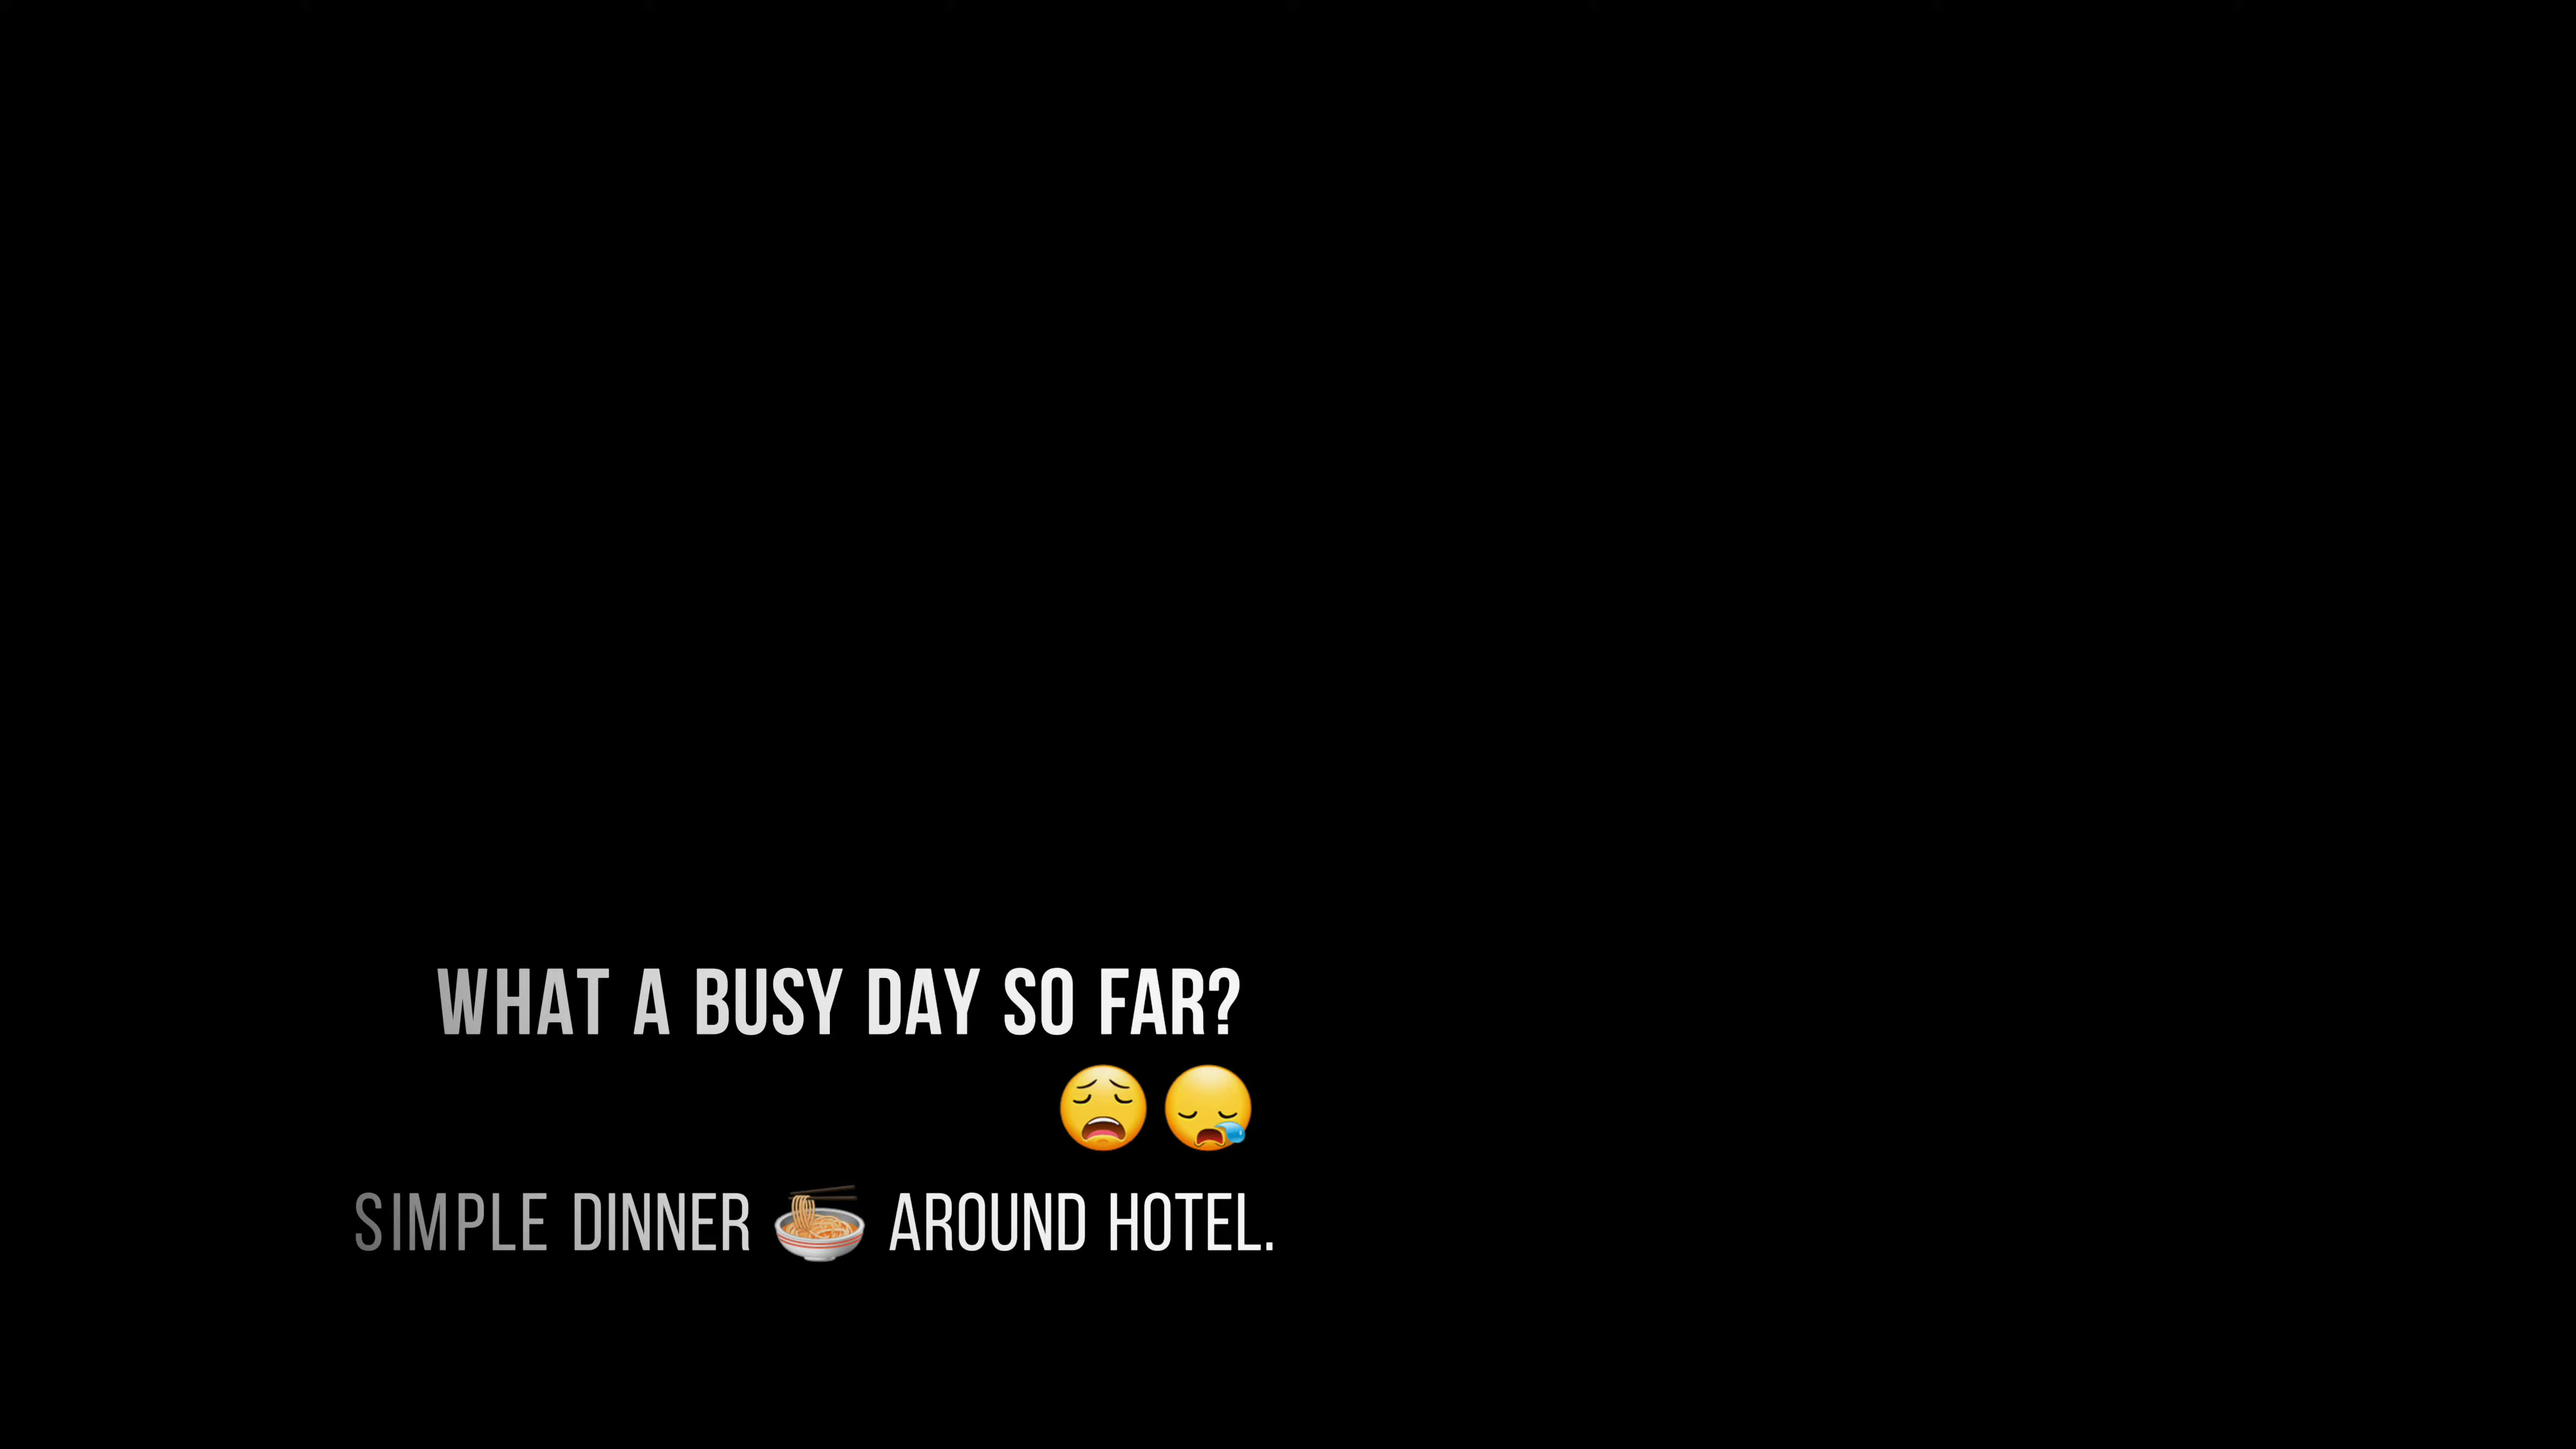 WHAT A BUSY DAY SO FAR?
😩 😪
SIMPLE DINNER 🍜 AROUND HOTEL.